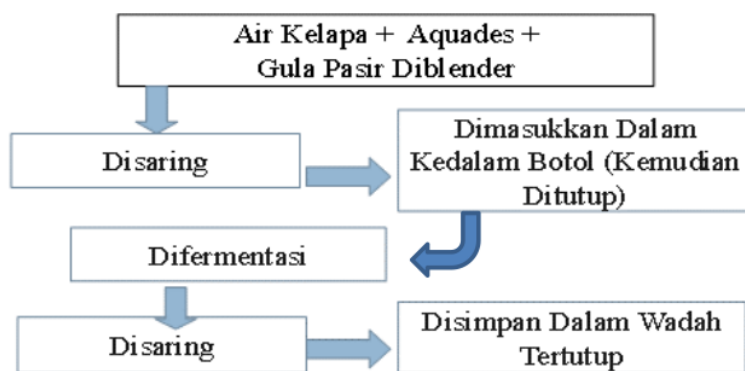 Air Kelapa + Aquades +
Gula Pasir Diblender
Disaring
Dimasukkan Dalam
Kedalam Botol (Kemudian
Ditutup)
Difermentasi
Disaring
Disimpan Dalam Wadah
Tertutup